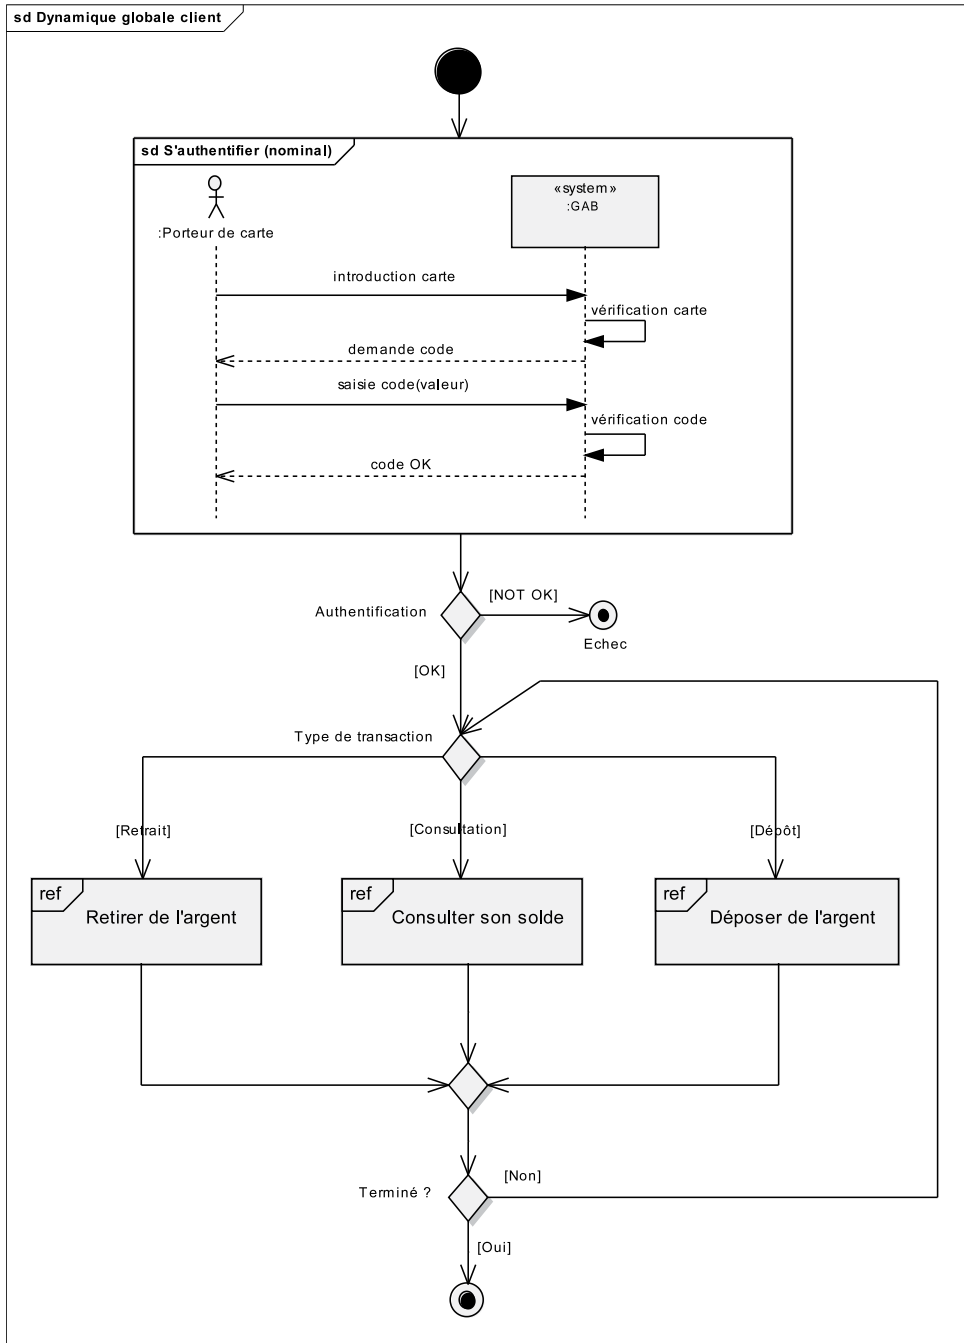 sd Dynamique globale client
sd S'authentifier (nominal)
«system»
:GAB
:Porteur de carte
introduction carte
vérification carte
demande code
saisie code(valeur)
vérification code
code OK
[NOT OK]
Authentification
Echec
[OK]
Type de transaction
[Retrait]
[Consultation]
[Dépôt]
ref
Retirer de l'argent
ref
Consulter son solde
ref
Déposer de l'argent
[Non]
Terminé ?
[Oui]